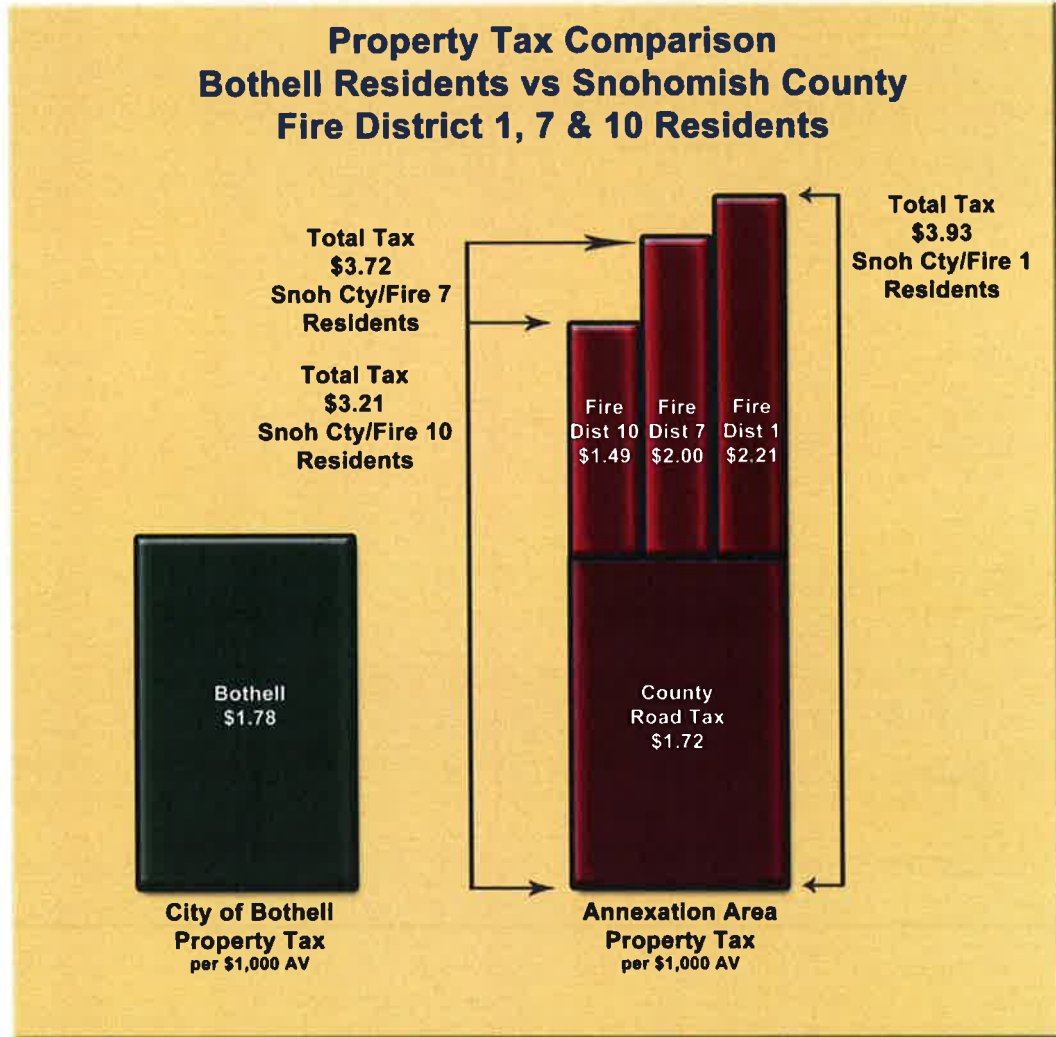 Property Tax Comparison
Bothell Residents vs Snohomish County
Fire District 1, 7 & 10 Residents
Total Tax
$3.72
Snoh Cty/Fire 7
Residents
Total Tax
$3.21
Snoh Cty/Fire 10
Residents
Total Tax
$3.93
Snoh Cty/Fire 1
Residents
Fire
Dist 10
$1.49
Fire
Dist 7
$2.00
Fire
Dist 1
$2.21
Bothell
$1.78
County
Road Tax
$1.72
City of Bothell
Property Tax
per $1,000 AV
Annexation Area
Property Tax
per $1,000 AV